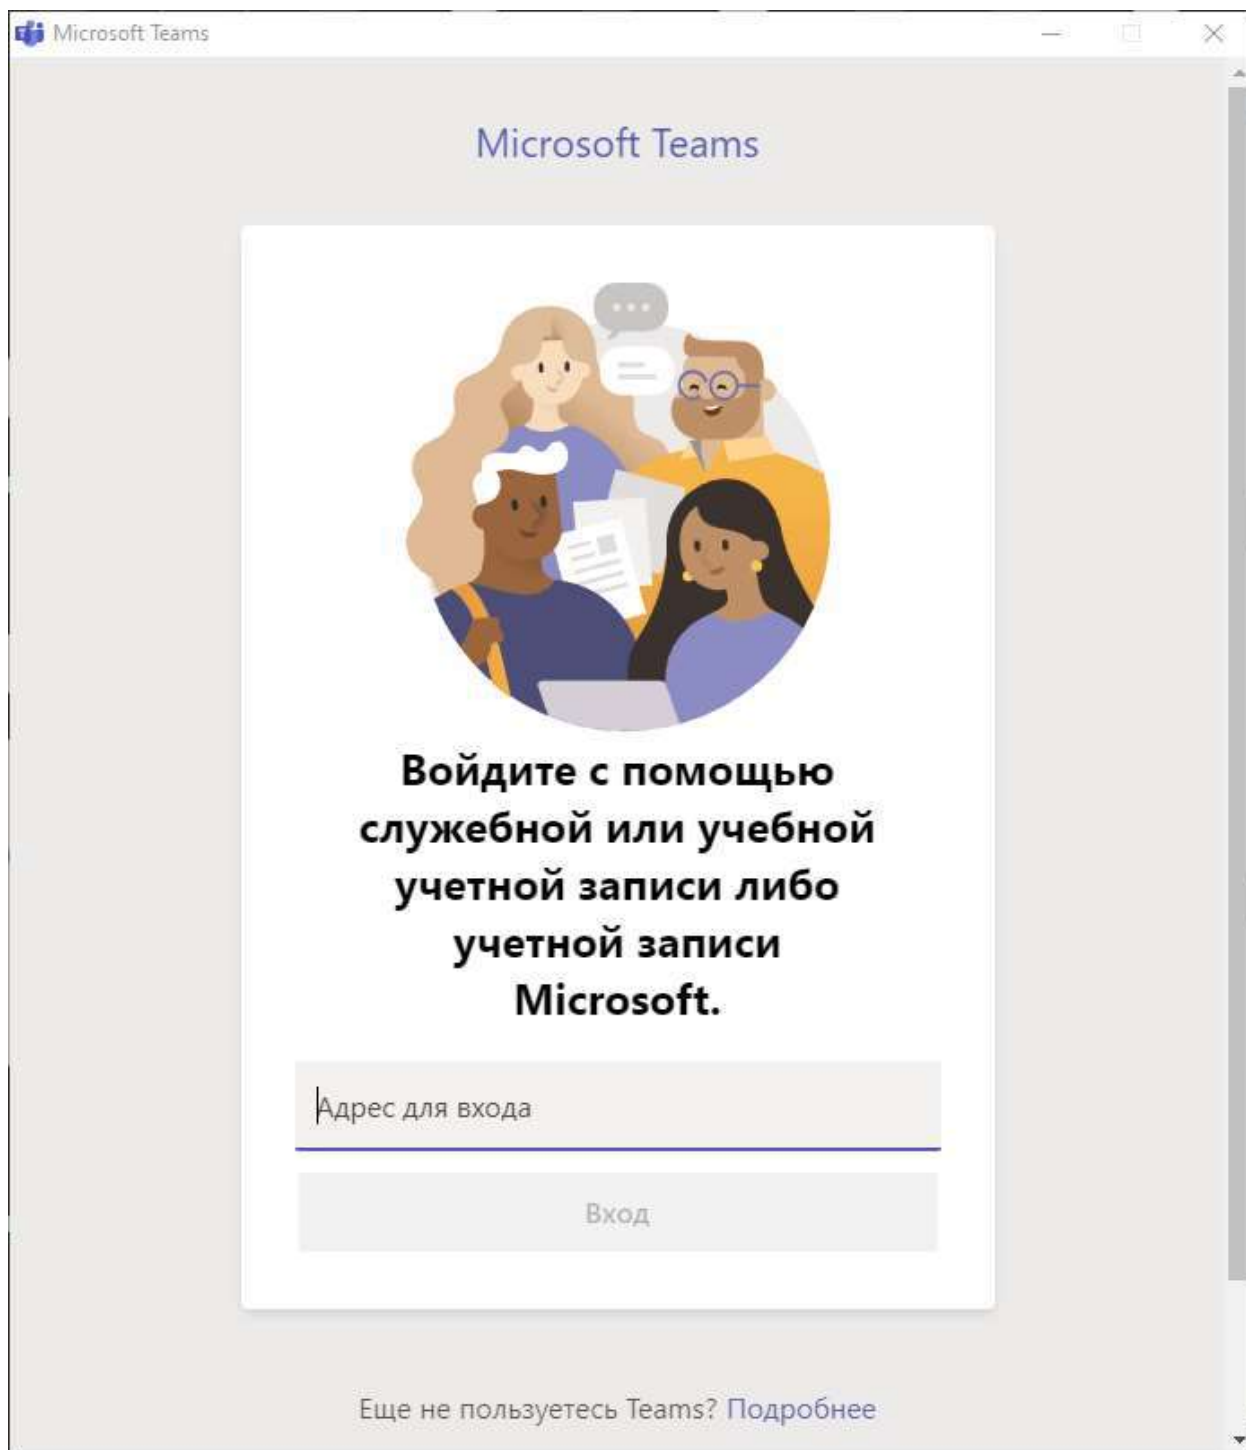 Microsoft Teams
Microsoft Teams
Войдите с помощью
служебной или учебной
учетной записи либо
учетной записи
Microsoft.
Адрес для входа
Вход
Еще не пользуетесь Teams? Подробнее